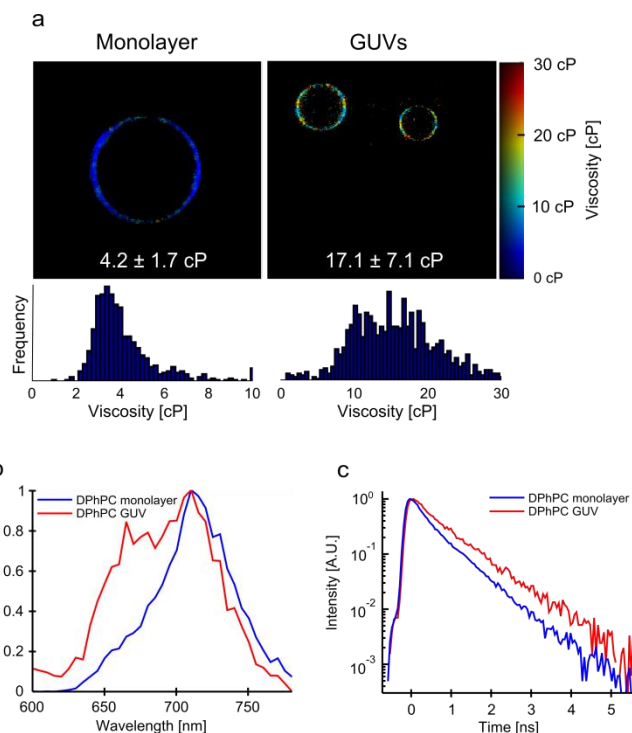 a
Monolayer GUVs
30 cP
20 cP
10 cP
0 cP
Viscosity [cP]
4.2 ± 1.7 cP 17.1 ± 7.1 cP
Frequency
0 2 4 6 8 10 0 10 20 30
Viscosity [cP] Viscosity [cP]
c
DPhPC monolayer
DPhPC GUV
1
0.8
0.6
0.4
0.2
0
600 650 700 750
Wavelength [nm]
DPhPC monolayer
DPhPC GUV
Intensity [A.U.]
10⁰
10⁻¹
10⁻²
10⁻³
0 1 2 3 4 5
Time [ns]